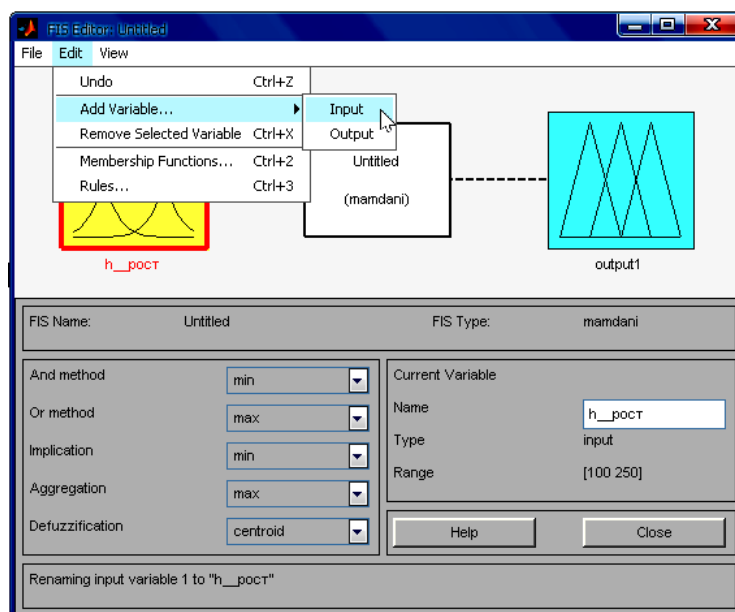 FIS Editor: Untitled
File Edit View
Undo Ctrl+Z
Add Variable...
Remove Selected Variable Ctrl+X
Membership Functions... Ctrl+2
Rules... Ctrl+3
Input
Output
Untitled
(mamdani)
h__рост
output1
FIS Name: Untitled FIS Type: mamdani
And method min
Or method max
Implication min
Aggregation max
Defuzzification centroid
Current Variable
Name h__рост
Type input
Range [100 250]
Help Close
Renaming input variable 1 to "h__рост"